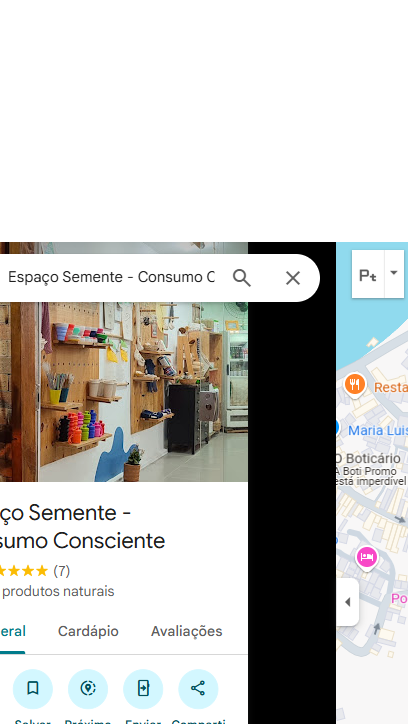 Espaço Semente - Consumo C
Pt
Resta
Maria Luis
O Boticário
A Boti Promo
está imperdível
ço Semente -
sumo Consciente
(7)
produtos naturais
eral Cardápio Avaliações
Po
Salvar Próximo Enviar Comparti